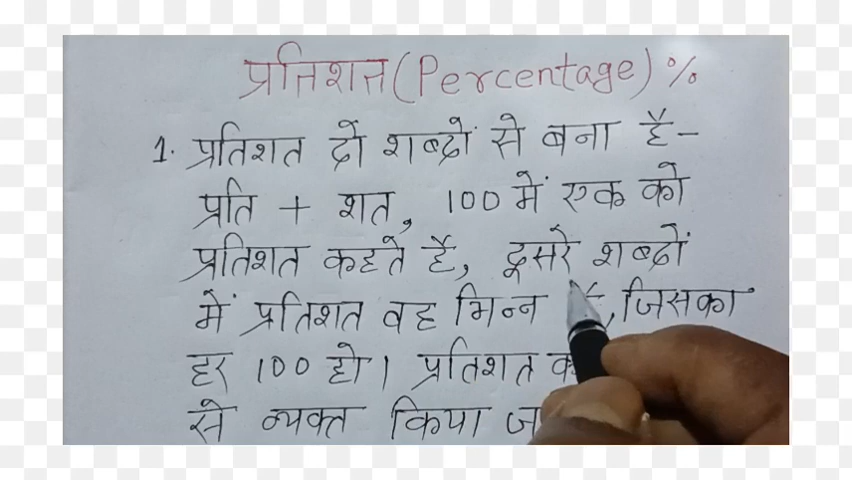 प्रतिशत (Percentage) %
1. प्रतिशत दो शब्दों से बना है-
प्रति + शत, 100 में एक को
प्रतिशत कहते हैं, दूसरे शब्दों
में प्रतिशत वह भिन्न है, जिसका
हर 100 हो। प्रतिशत
से व्यक्त किया